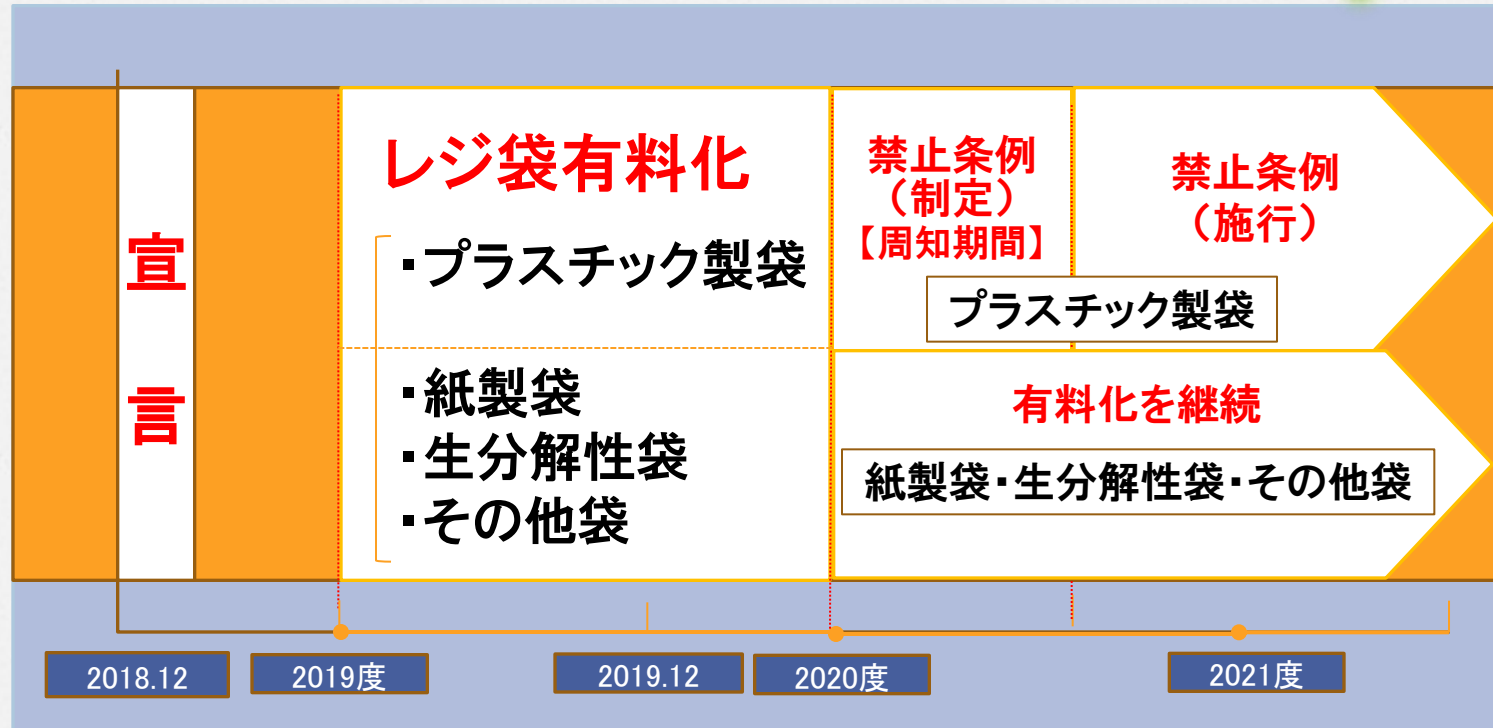 宣
言
レジ袋有料化
・プラスチック製袋
・紙製袋
・生分解性袋
・その他袋
禁止条例
（制定）
【周知期間】
禁止条例
（施行）
プラスチック製袋
有料化を継続
紙製袋・生分解性袋・その他袋
2018.12
2019度
2019.12
2020度
2021度